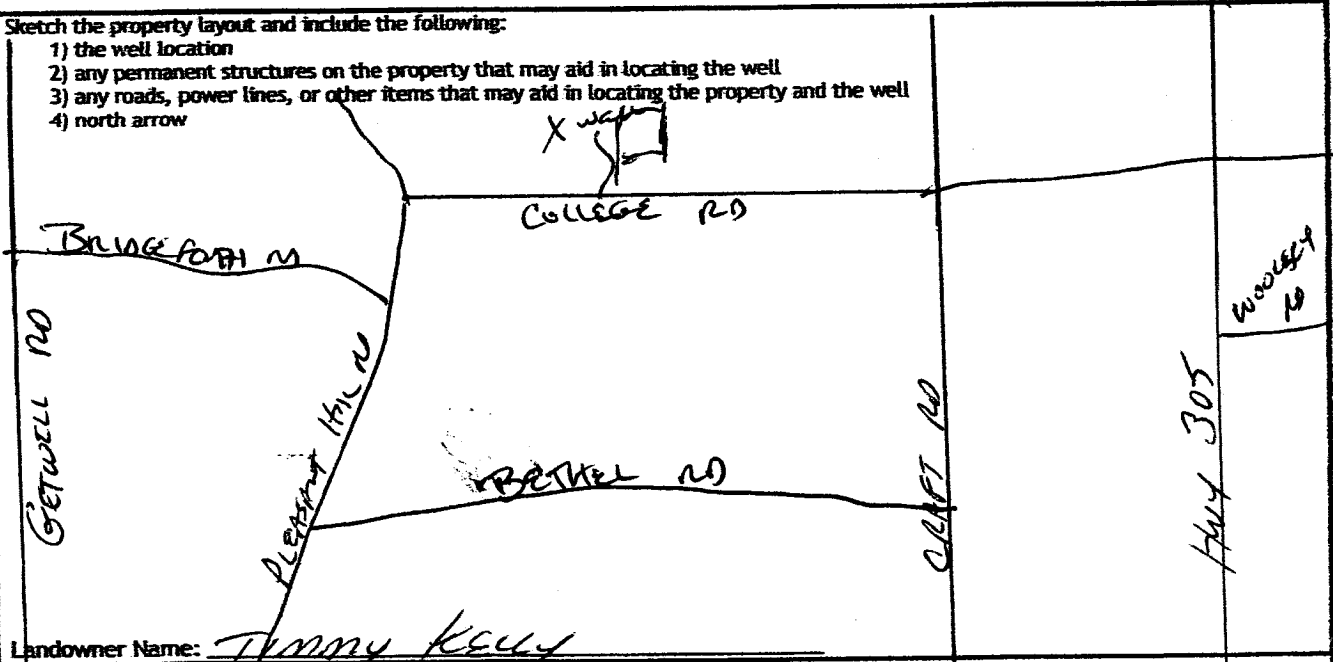 Sketch the property layout and include the following:
1) the well location
2) any permanent structures on the property that may aid in locating the well
3) any roads, power lines, or other items that may aid in locating the property and the well
4) north arrow
X
COLLEGE RD
BRIDGEFORTH RD
WOOLSEY RD
GETWELL RD
PLEASANT HILL RD
CRAFT RD
HWY 305
BETHEL RD
Landowner Name: TIMMY KELLY